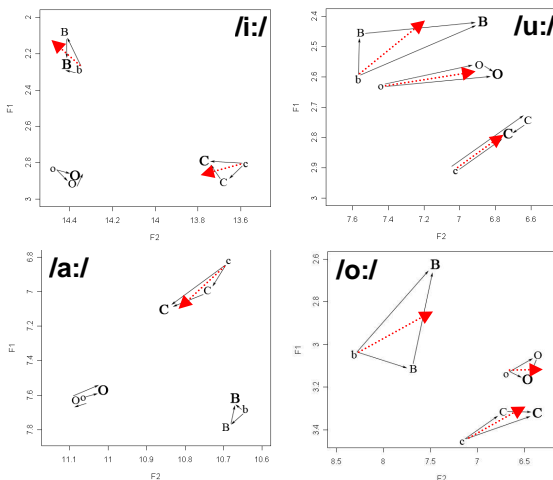 /i:/
B
B
b
o
O
O
C
c
C
2.2
2.4
2.6
2.8
3
F1
14.4 14.2 14 13.8 13.6
F2
/u:/
B
B
b
O
o
O
C
C
c
2.4
2.5
2.6
2.7
2.8
2.9
3
F1
7.6 7.4 7.2 7 6.8 6.6
F2
/a:/
c
C
C
O
o
O
B
b
B
6.8
7
7.2
7.4
7.6
7.8
F1
11.1 11 10.9 10.8 10.7 10.6
F2
/o:/
B
b
B
O
o
O
C
C
c
2.6
2.8
3
3.2
3.4
F1
8.5 8 7.5 7 6.5
F2